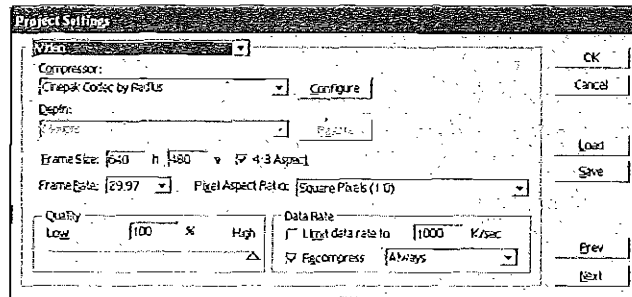 Project Settings
Video
OK
Compressor:
Cinepak Codec by Radius
Configure
Cancel
Depth:
Load
Frame Size: 640 h 480 v 4:3 Aspect
Save
Frame Rate: 29.97 Pixel Aspect Ratio: Square Pixels (1.0)
Quality
Data Rate
Low 100 % High
Limit data rate to 1000 K/sec
Recompress Always
Prev
Next